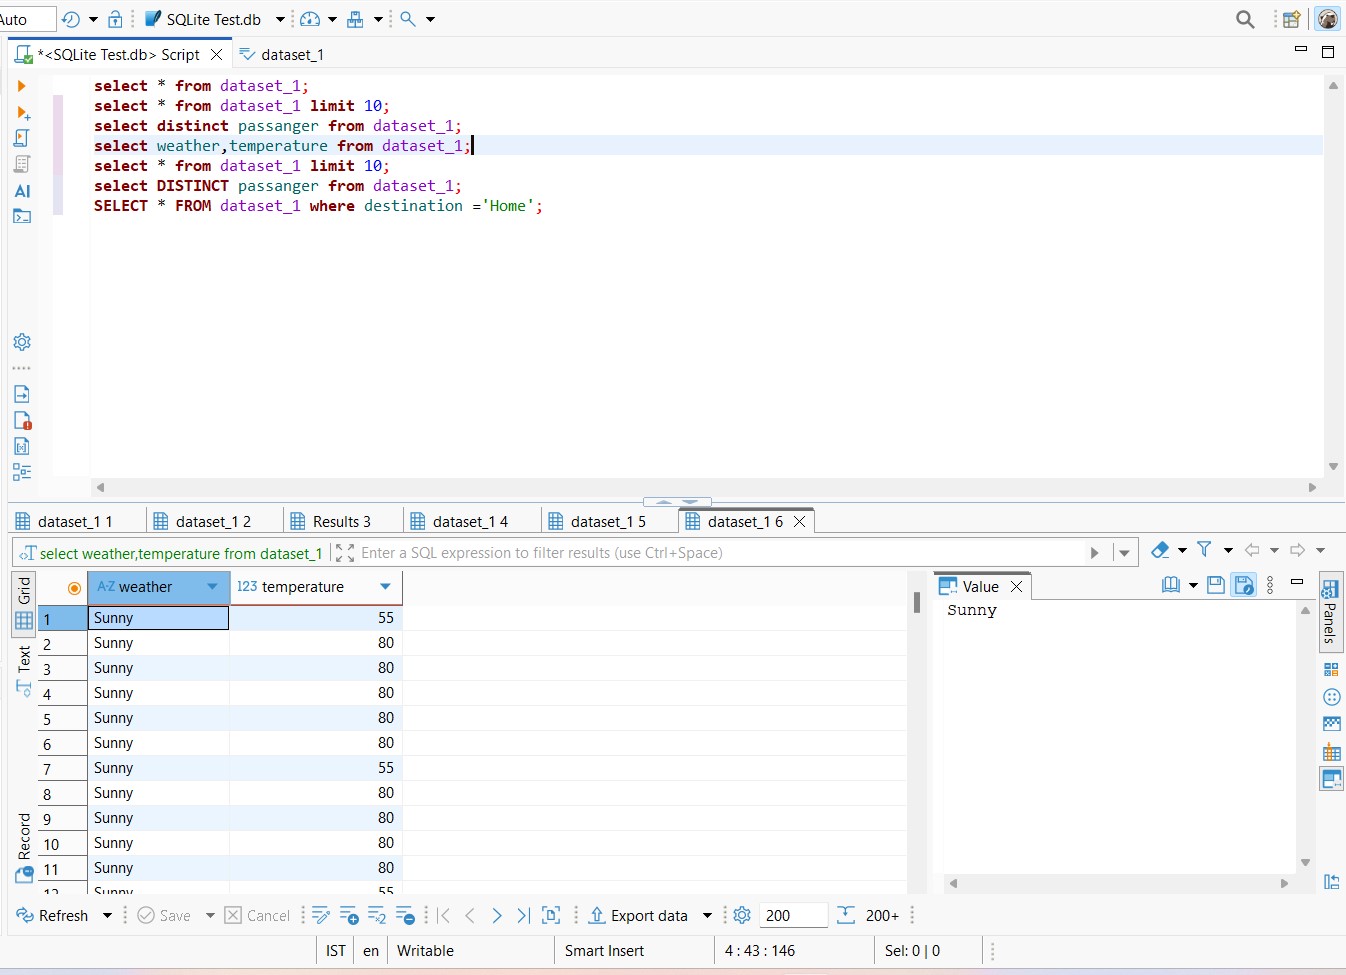 Auto SQLite Test.db
*<SQLite Test.db> Script dataset_1
select * from dataset_1;
select * from dataset_1 limit 10;
select distinct passanger from dataset_1;
select weather,temperature from dataset_1;
select * from dataset_1 limit 10;
select DISTINCT passanger from dataset_1;
SELECT * FROM dataset_1 where destination ='Home';
AI
dataset_1 1 dataset_1 2 Results 3 dataset_1 4 dataset_1 5 dataset_1 6
select weather,temperature from dataset_1 Enter a SQL expression to filter results (use Ctrl+Space)
Grid
Text
Record
A-Z weather 123 temperature
1 Sunny 55
2 Sunny 80
3 Sunny 80
4 Sunny 80
5 Sunny 80
6 Sunny 80
7 Sunny 55
8 Sunny 80
9 Sunny 80
10 Sunny 80
11 Sunny 80
12 Sunny 55
Value
Sunny
Panels
Refresh Save Cancel Export data 200 200+
IST en Writable Smart Insert 4 : 43 : 146 Sel: 0 | 0